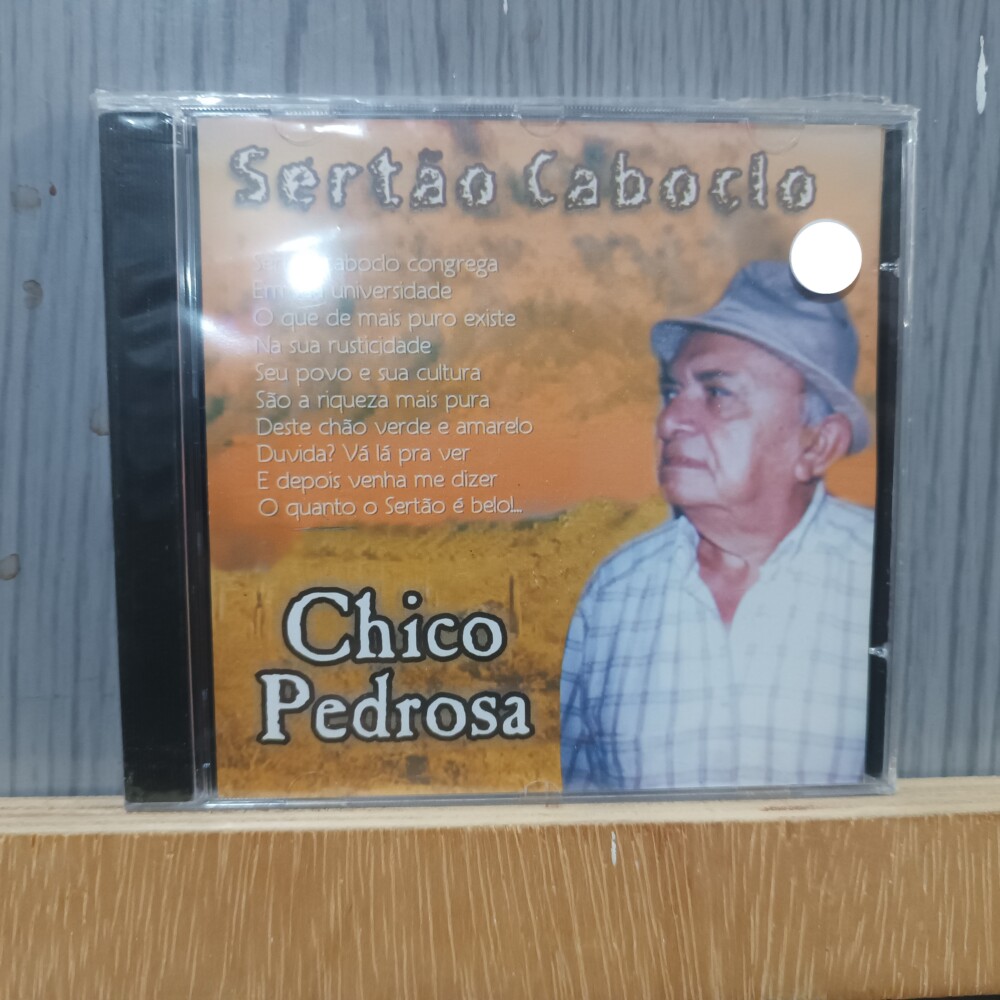 Sertão Caboclo
caboclo congrega
universidade
O que de mais puro existe
Na sua rusticidade
Seu povo e sua cultura
São a riqueza mais pura
Deste chão verde e amarelo
Duvida? Vá lá pra ver
E depois venha me dizer
O quanto o Sertão é belo!...
Chico
Pedrosa